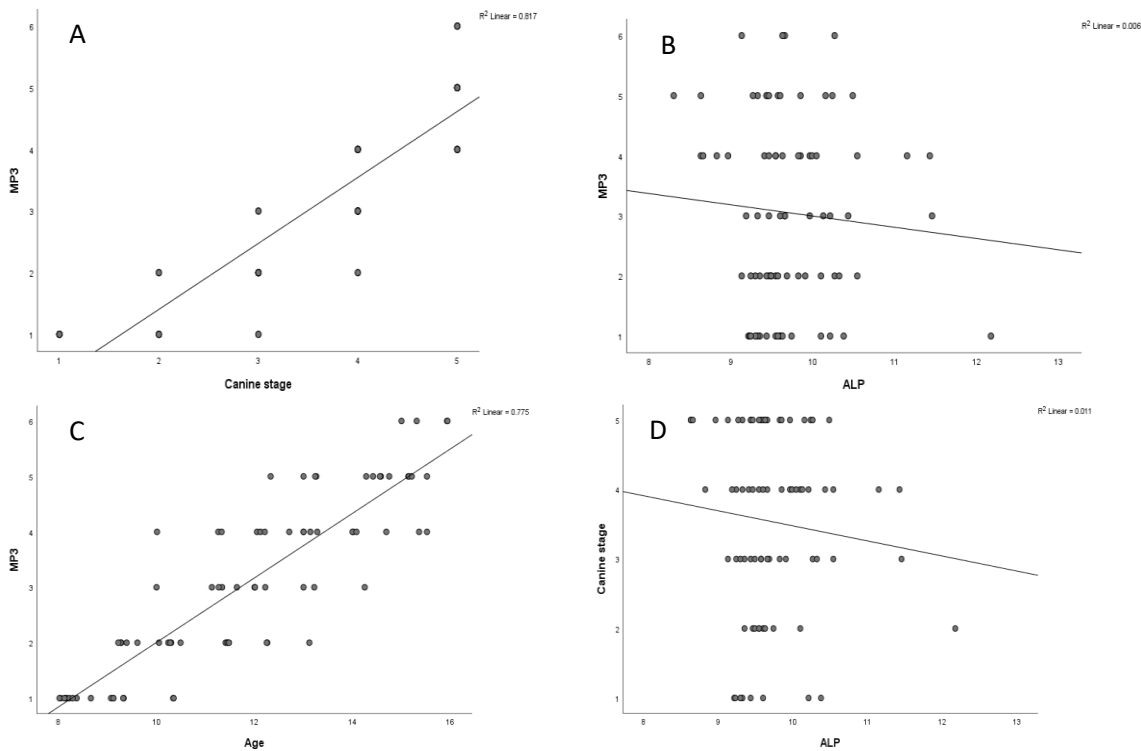 A
R² Linear = 0.817
MP3
6
5
4
3
2
1
1 2 3 4 5
Canine stage
B
R² Linear = 0.006
MP3
6
5
4
3
2
1
8 9 10 11 12 13
ALP
C
R² Linear = 0.775
MP3
6
5
4
3
2
1
8 10 12 14 16
Age
D
R² Linear = 0.011
Canine stage
5
4
3
2
1
8 9 10 11 12 13
ALP